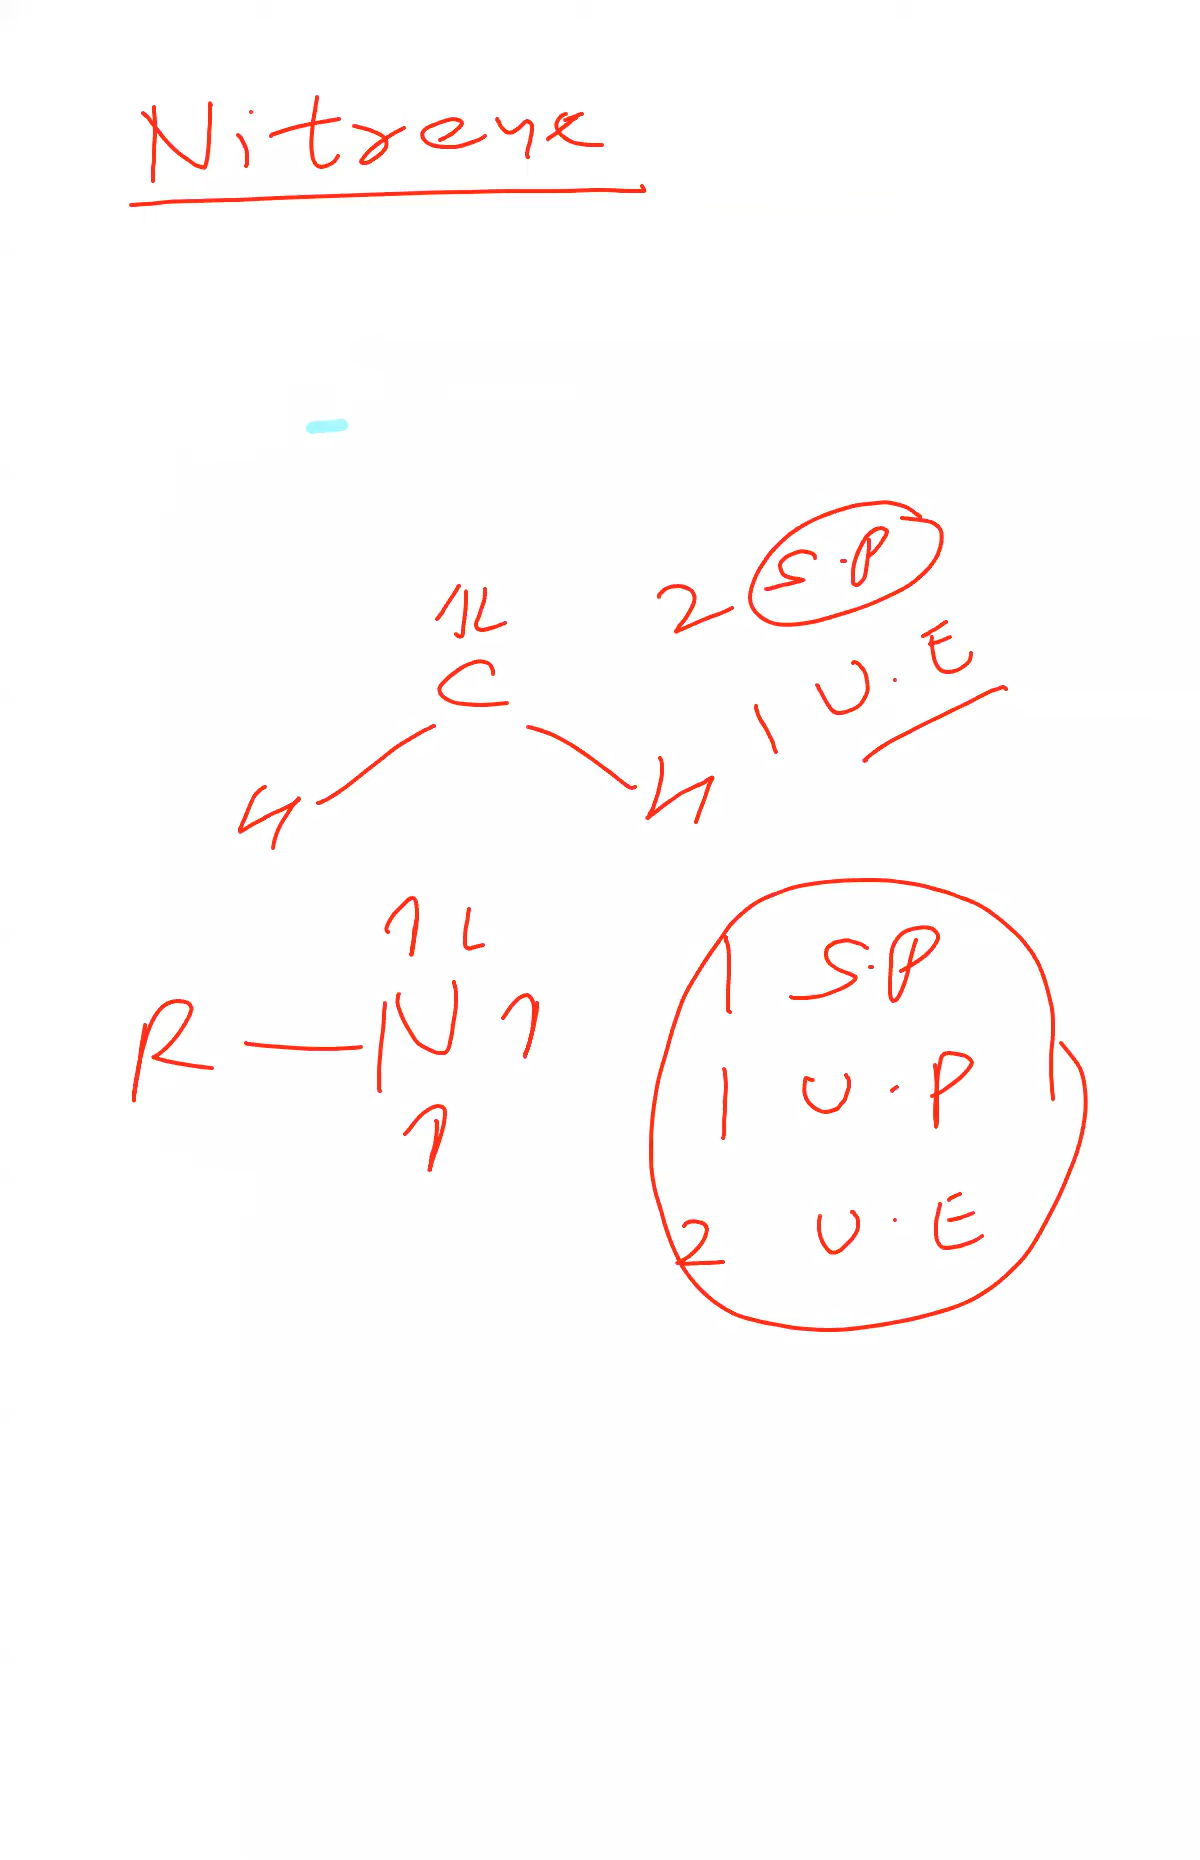 Nitrene
1L
2 S.P
C
1 U.E
H H
1L
1 S.P
R — N 1
1 U.P
1
2 U.E